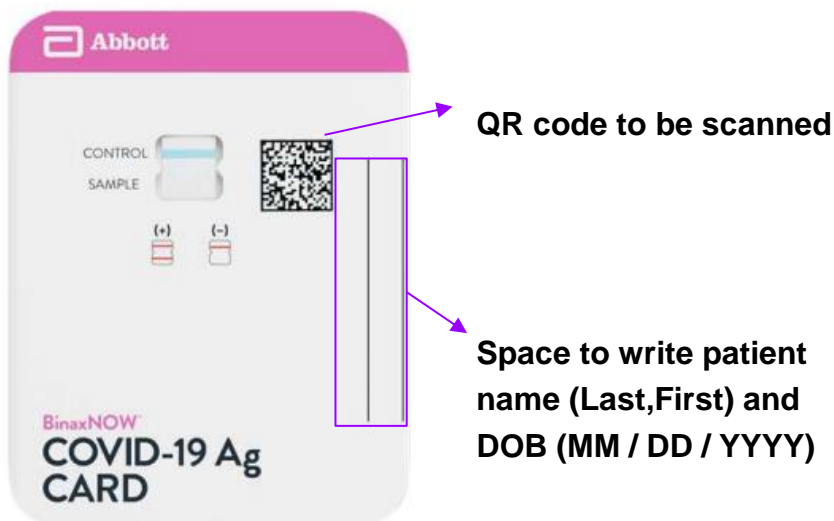 Abbott
QR code to be scanned
CONTROL
SAMPLE
(+) (-)
Space to write patient
name (Last,First) and
DOB (MM / DD / YYYY)
BinaxNOW™
COVID-19 Ag
CARD